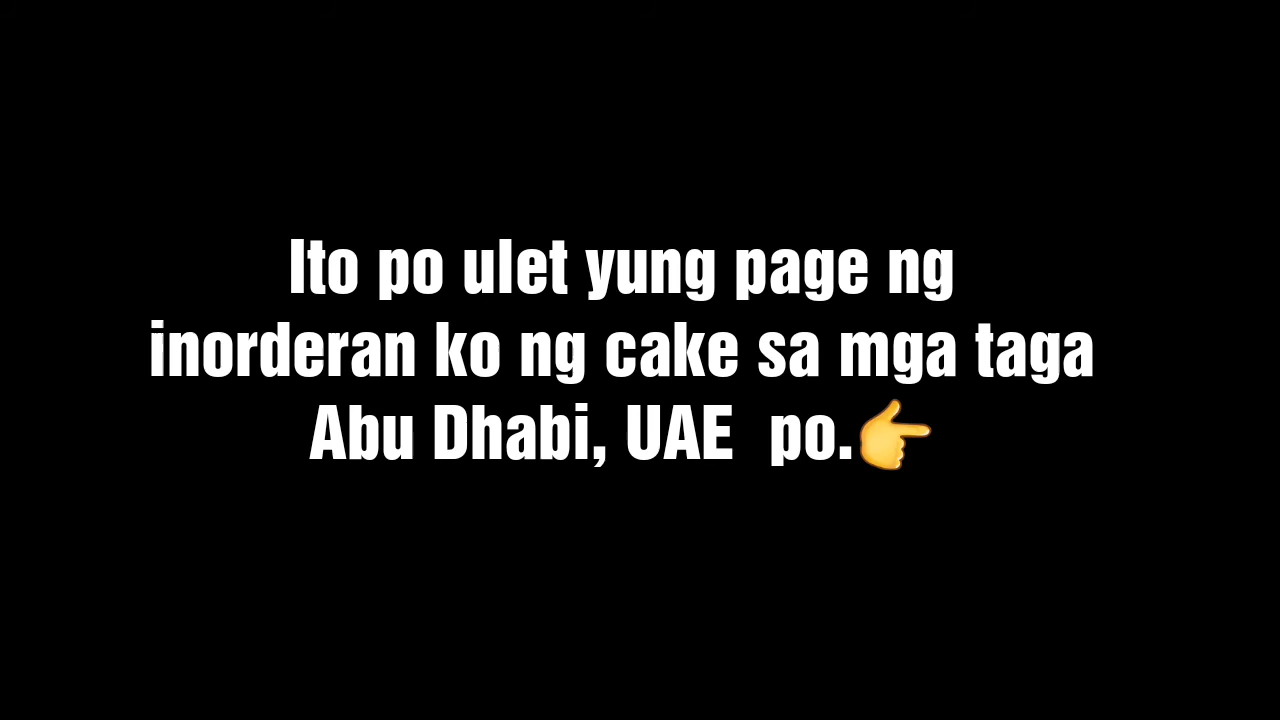 Ito po ulet yung page ng
inorderan ko ng cake sa mga taga
Abu Dhabi, UAE  po.👉